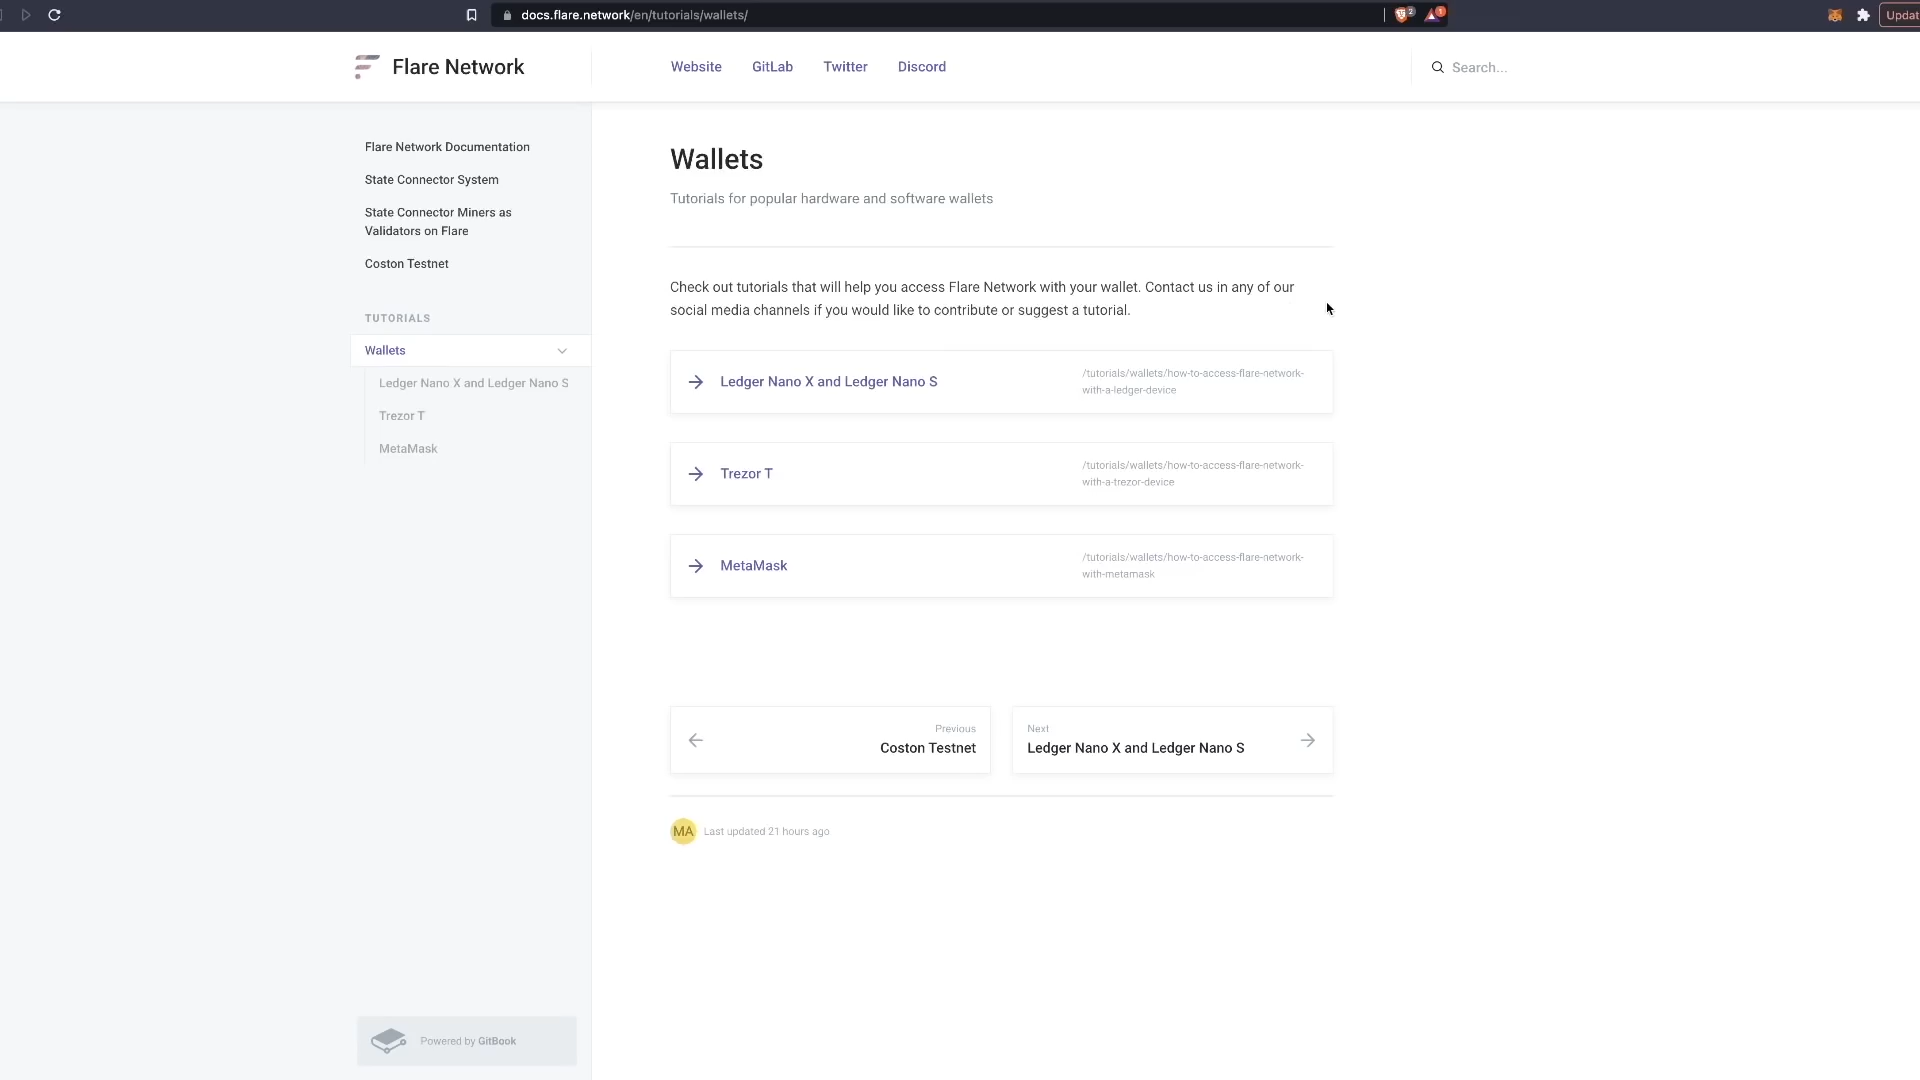 docs.flare.network/en/tutorials/wallets/
2
1
Updat
Flare Network
Website
GitLab
Twitter
Discord
Search...
Flare Network Documentation
State Connector System
State Connector Miners as
Validators on Flare
Coston Testnet
TUTORIALS
Wallets
Ledger Nano X and Ledger Nano S
Trezor T
MetaMask
Powered by GitBook
Wallets
Tutorials for popular hardware and software wallets
Check out tutorials that will help you access Flare Network with your wallet. Contact us in any of our
social media channels if you would like to contribute or suggest a tutorial.
Ledger Nano X and Ledger Nano S
/tutorials/wallets/how-to-access-flare-network-
with-a-ledger-device
Trezor T
/tutorials/wallets/how-to-access-flare-network-
with-a-trezor-device
MetaMask
/tutorials/wallets/how-to-access-flare-network-
with-metamask
Previous
Coston Testnet
Next
Ledger Nano X and Ledger Nano S
MA
Last updated 21 hours ago